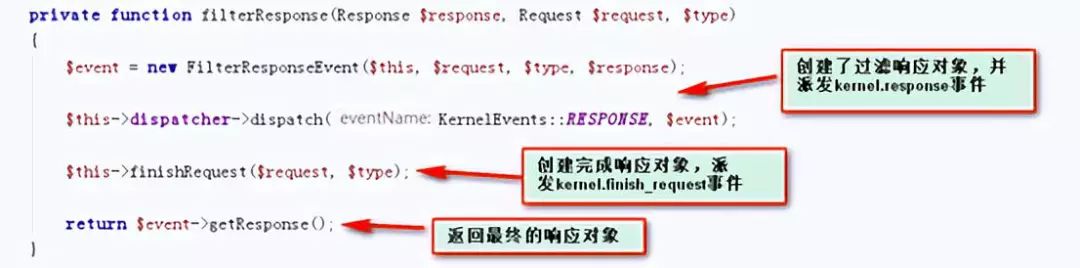 private function filterResponse(Response $response, Request $request, $type)
{
$event = new FilterResponseEvent($this, $request, $type, $response);
创建了过滤响应对象，并
派发kernel.response事件
$this->dispatcher->dispatch( eventName: KernelEvents::RESPONSE, $event);
$this->finishRequest($request, $type);
创建完成响应对象，派
发kernel.finish_request事件
return $event->getResponse();
返回最终的响应对象
}